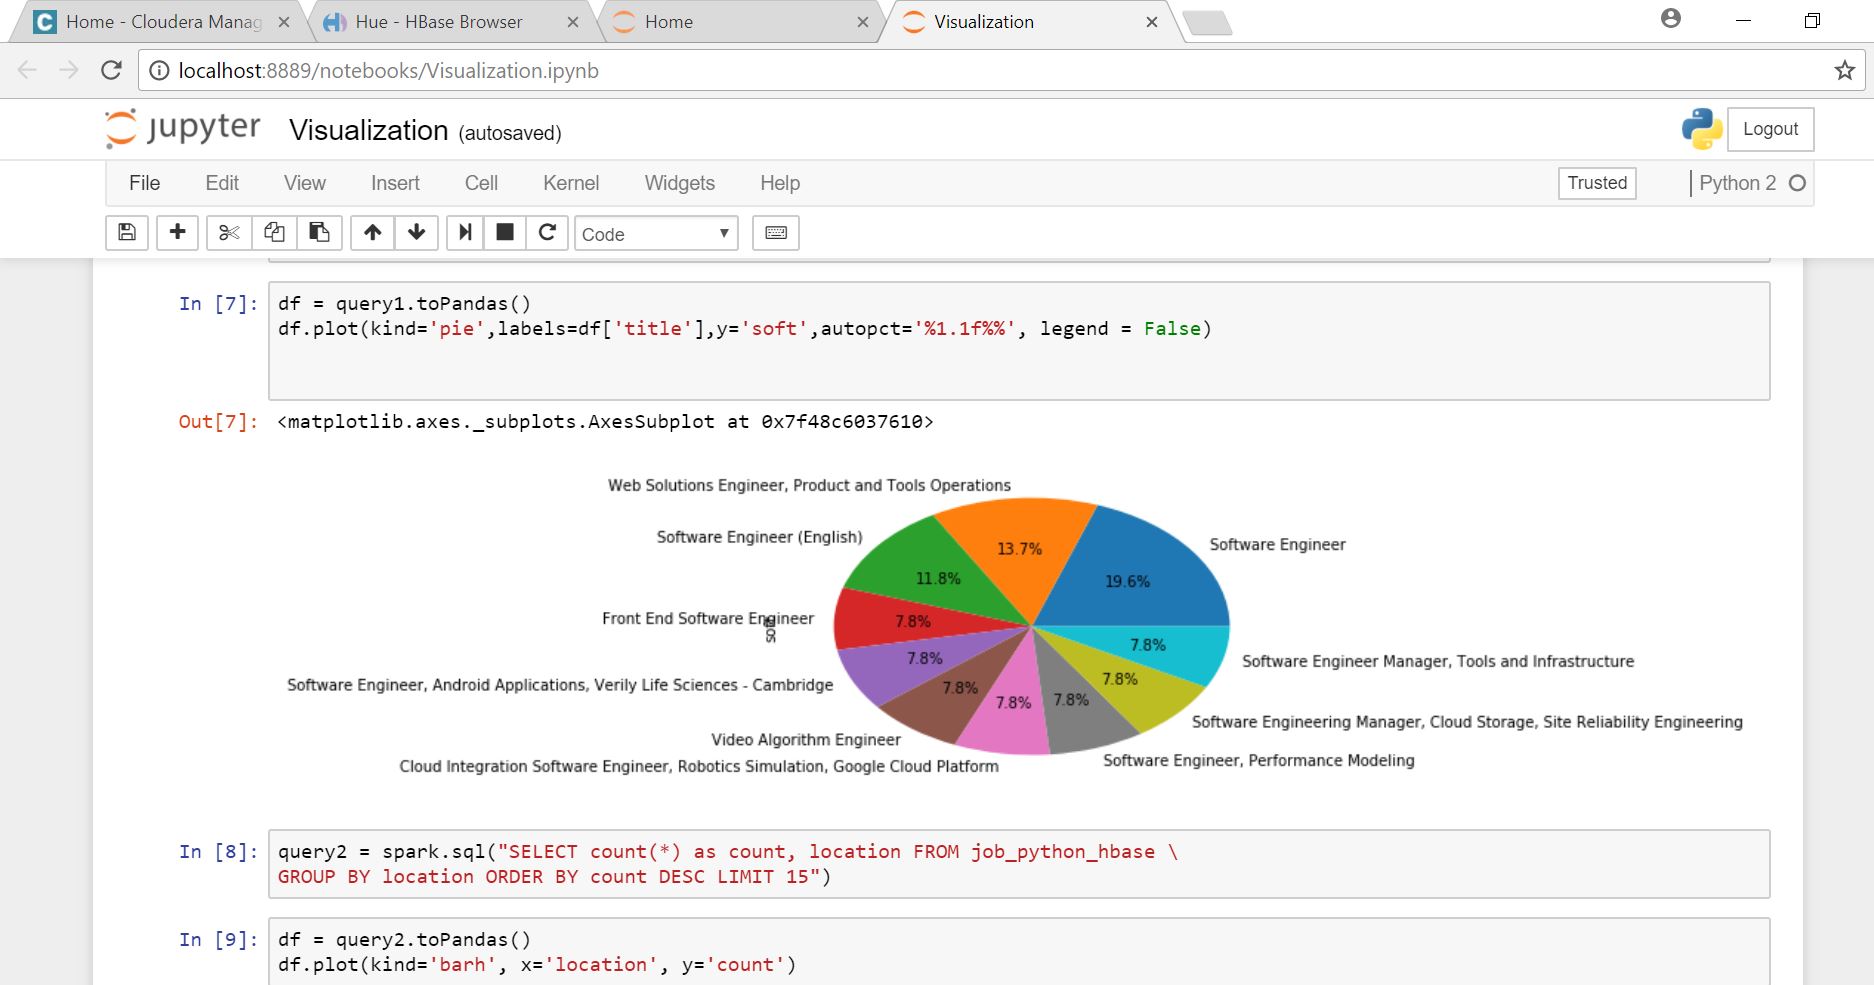 Home - Cloudera Manag
Hue - HBase Browser
Home
Visualization
localhost:8889/notebooks/Visualization.ipynb
jupyter Visualization (autosaved)
Logout
File Edit View Insert Cell Kernel Widgets Help
Trusted
Python 2
Code
In [7]:
df = query1.toPandas()
df.plot(kind='pie',labels=df['title'],y='soft',autopct='%1.1f%%', legend = False)
Out[7]: <matplotlib.axes._subplots.AxesSubplot at 0x7f48c6037610>
Web Solutions Engineer, Product and Tools Operations
Software Engineer (English)
Software Engineer
13.7%
11.8%
19.6%
Front End Software Engineer
soft
7.8%
7.8%
7.8%
Software Engineer Manager, Tools and Infrastructure
Software Engineer, Android Applications, Verily Life Sciences - Cambridge
7.8%
7.8%
7.8%
7.8%
Software Engineering Manager, Cloud Storage, Site Reliability Engineering
Video Algorithm Engineer
Software Engineer, Performance Modeling
Cloud Integration Software Engineer, Robotics Simulation, Google Cloud Platform
In [8]:
query2 = spark.sql("SELECT count(*) as count, location FROM job_python_hbase \
GROUP BY location ORDER BY count DESC LIMIT 15")
In [9]:
df = query2.toPandas()
df.plot(kind='barh', x='location', y='count')